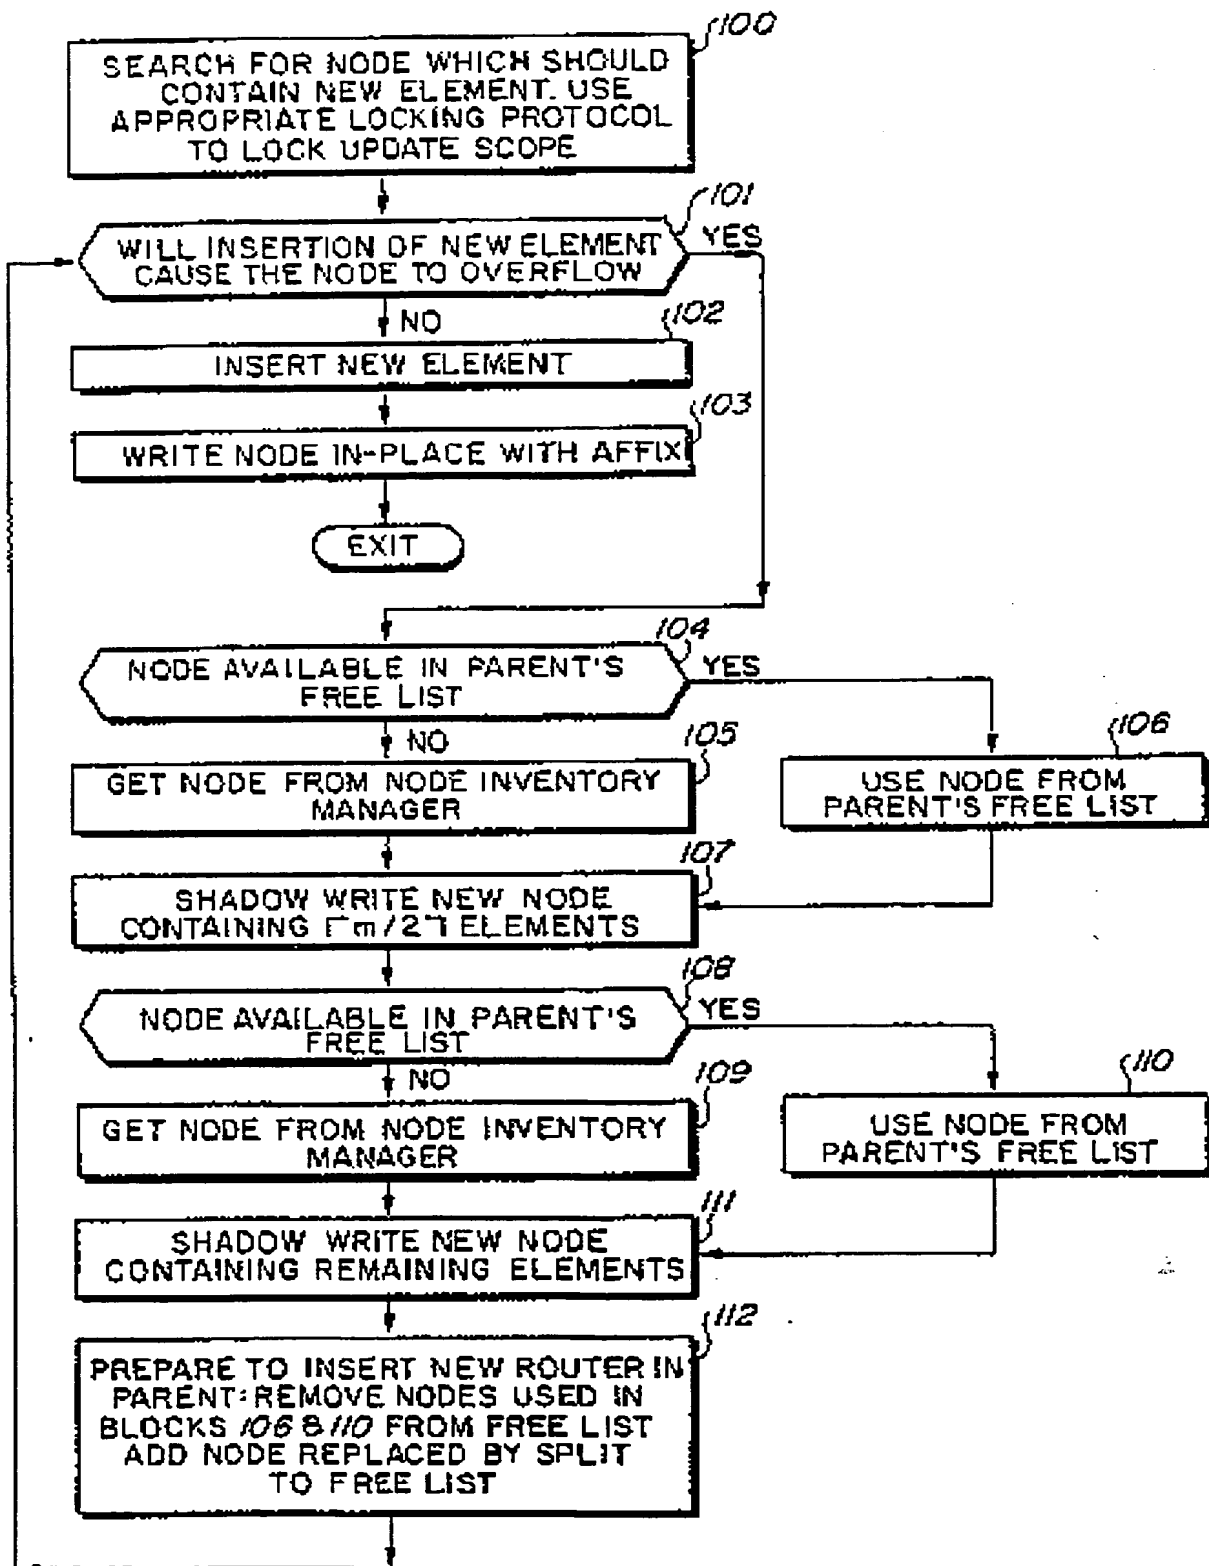 100
SEARCH FOR NODE WHICH SHOULD
CONTAIN NEW ELEMENT. USE
APPROPRIATE LOCKING PROTOCOL
TO LOCK UPDATE SCOPE
101
WILL INSERTION OF NEW ELEMENT
CAUSE THE NODE TO OVERFLOW
YES
NO
102
INSERT NEW ELEMENT
103
WRITE NODE IN-PLACE WITH AFFIX
EXIT
104
NODE AVAILABLE IN PARENT'S
FREE LIST
YES
NO
105
GET NODE FROM NODE INVENTORY
MANAGER
106
USE NODE FROM
PARENT'S FREE LIST
107
SHADOW WRITE NEW NODE
CONTAINING ⌈m/2⌉ ELEMENTS
108
NODE AVAILABLE IN PARENT'S
FREE LIST
YES
NO
109
GET NODE FROM NODE INVENTORY
MANAGER
110
USE NODE FROM
PARENT'S FREE LIST
111
SHADOW WRITE NEW NODE
CONTAINING REMAINING ELEMENTS
112
PREPARE TO INSERT NEW ROUTER IN
PARENT: REMOVE NODES USED IN
BLOCKS 106 & 110 FROM FREE LIST
ADD NODE REPLACED BY SPLIT
TO FREE LIST